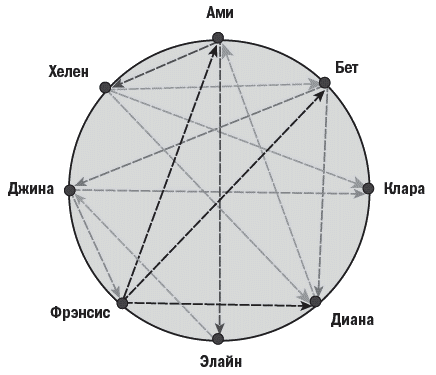 Ами
Хелен
Бет
Джина
Клара
Фрэнсис
Диана
Элайн